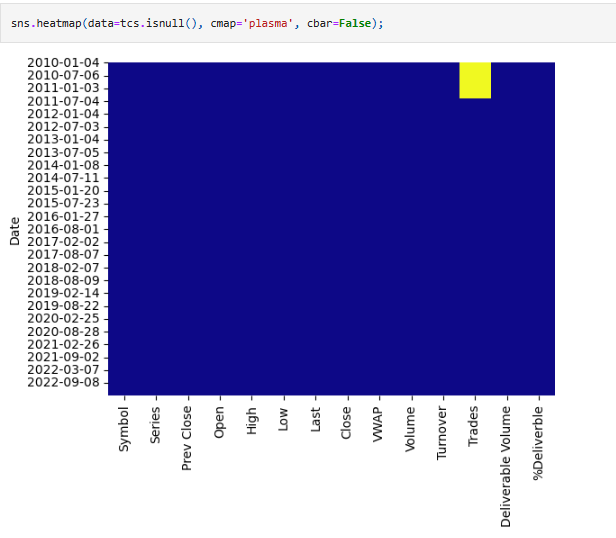 sns.heatmap(data=tcs.isnull(), cmap='plasma', cbar=False);
2010-01-04
2010-07-06
2011-01-03
2011-07-04
2012-01-04
2012-07-03
2013-01-04
2013-07-05
2014-01-08
2014-07-11
2015-01-20
2015-07-23
2016-01-27
2016-08-01
2017-02-02
2017-08-07
2018-02-07
2018-08-09
2019-02-14
2019-08-22
2020-02-25
2020-08-28
2021-02-26
2021-09-02
2022-03-07
2022-09-08
Date
Symbol
Series
Prev Close
Open
High
Low
Last
Close
VWAP
Volume
Turnover
Trades
Deliverable Volume
%Deliverble